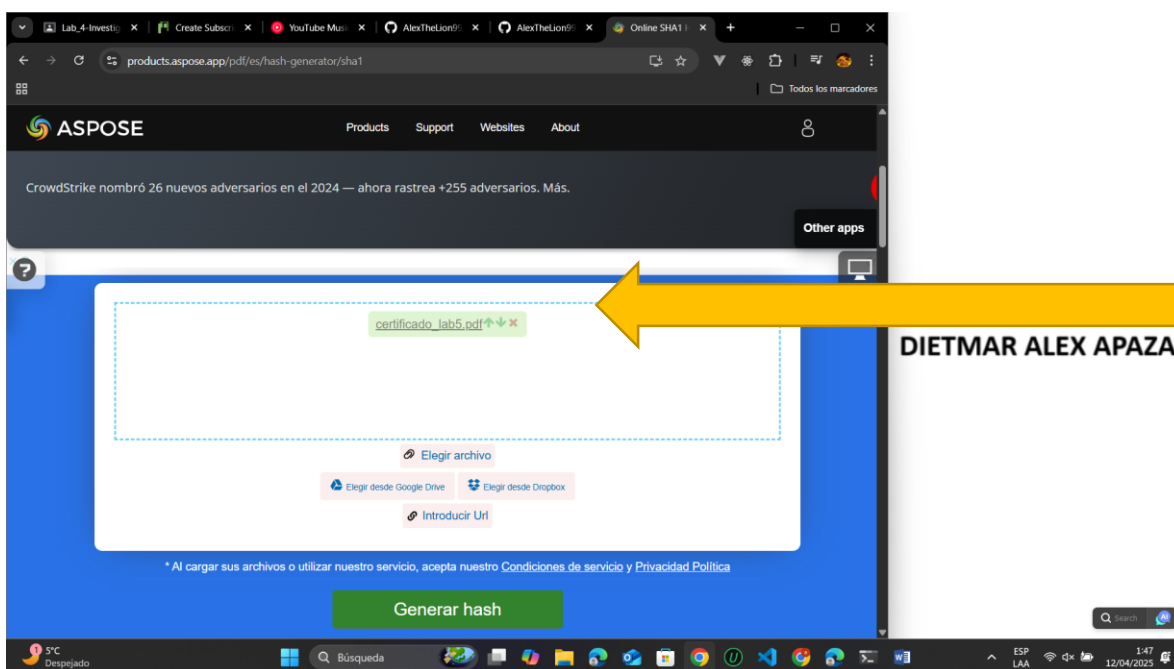 Lab_4-Investig
Create Subscri
YouTube Musi
AlexTheLion99
AlexTheLion99
Online SHA1 H
products.aspose.app/pdf/es/hash-generator/sha1
Todos los marcadores
ASPOSE
Products
Support
Websites
About
CrowdStrike nombró 26 nuevos adversarios en el 2024 — ahora rastrea +255 adversarios. Más.
Other apps
certificado_lab5.pdf
DIETMAR ALEX APAZA
Elegir archivo
Elegir desde Google Drive
Elegir desde Dropbox
Introducir Url
* Al cargar sus archivos o utilizar nuestro servicio, acepta nuestro Condiciones de servicio y Privacidad Política
Generar hash
Search
1
5°C
Despejado
Búsqueda
ESP
LAA
1:47
12/04/2025